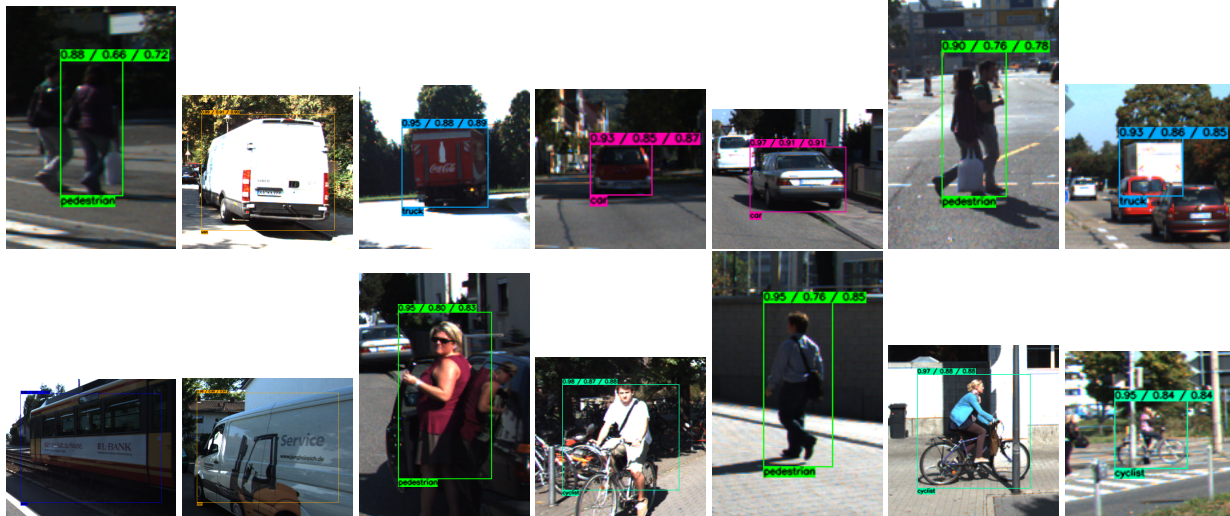 0.88 / 0.66 / 0.72
pedestrian
van
0.95 / 0.88 / 0.89
Coca-Cola
truck
0.93 / 0.85 / 0.87
car
0.97 / 0.91 / 0.91
car
0.90 / 0.76 / 0.78
pedestrian
0.93 / 0.86 / 0.85
truck
BANK
Service
0.95 / 0.80 / 0.83
pedestrian
0.98 / 0.87 / 0.88
cyclist
0.95 / 0.76 / 0.85
pedestrian
0.97 / 0.88 / 0.88
cyclist
0.95 / 0.84 / 0.84
cyclist